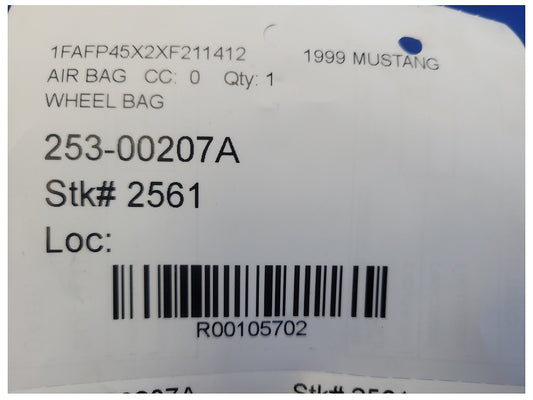 1FAFP45X2XF211412 1999 MUSTANG
AIR BAG CC: 0 Qty: 1
WHEEL BAG
253-00207A
Stk# 2561
Loc:
R00105702